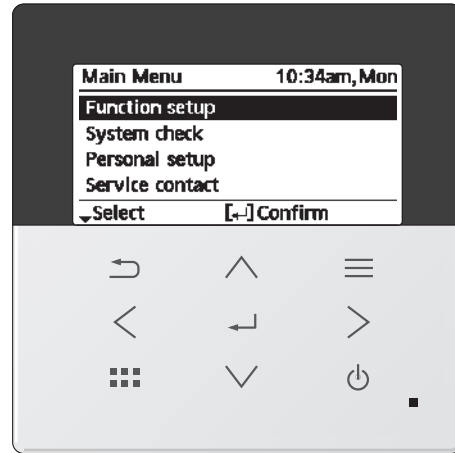 Main Menu 10:34am, Mon
Function setup
System check
Personal setup
Service contact
Select [↵] Confirm